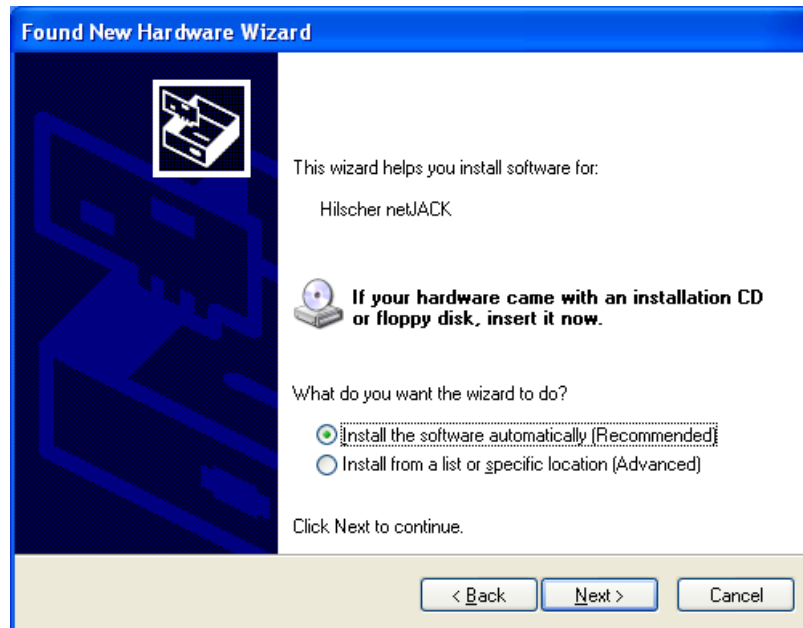 Found New Hardware Wizard
This wizard helps you install software for:
Hilscher netJACK
If your hardware came with an installation CD
or floppy disk, insert it now.
What do you want the wizard to do?
Install the software automatically (Recommended)
Install from a list or specific location (Advanced)
Click Next to continue.
< Back
Next >
Cancel